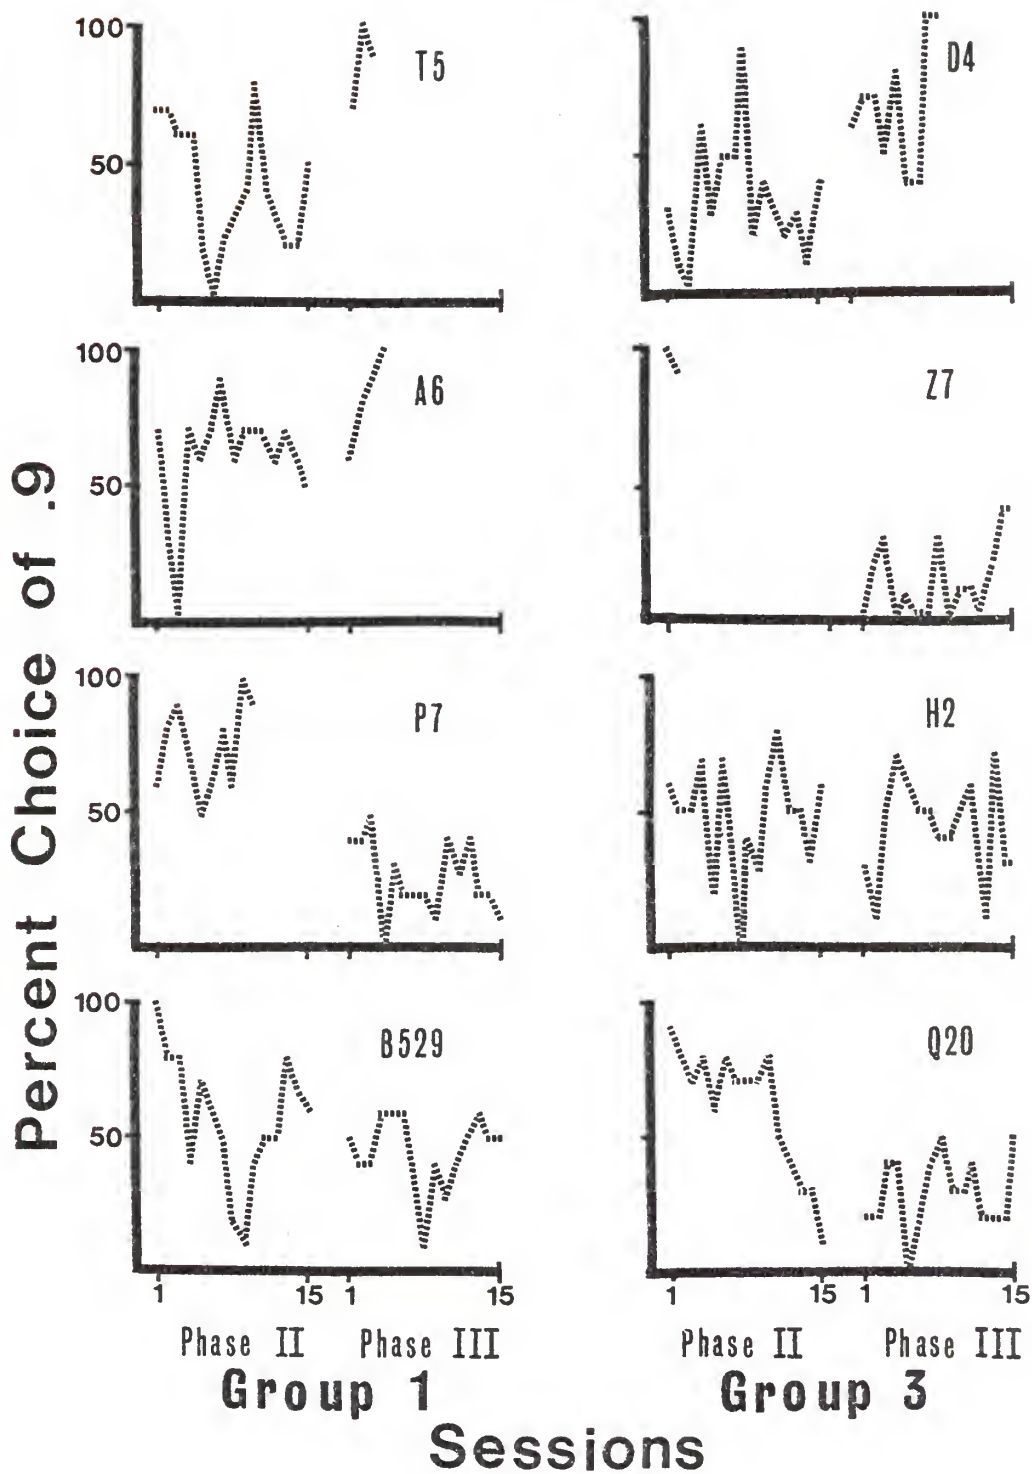 Percent Choice of .9
100
50
T5
D4
100
50
A6
Z7
100
50
P7
H2
100
50
B529
Q20
1 15 1 15 1 15 1 15
Phase II Phase III Phase II Phase III
Group 1 Group 3
Sessions